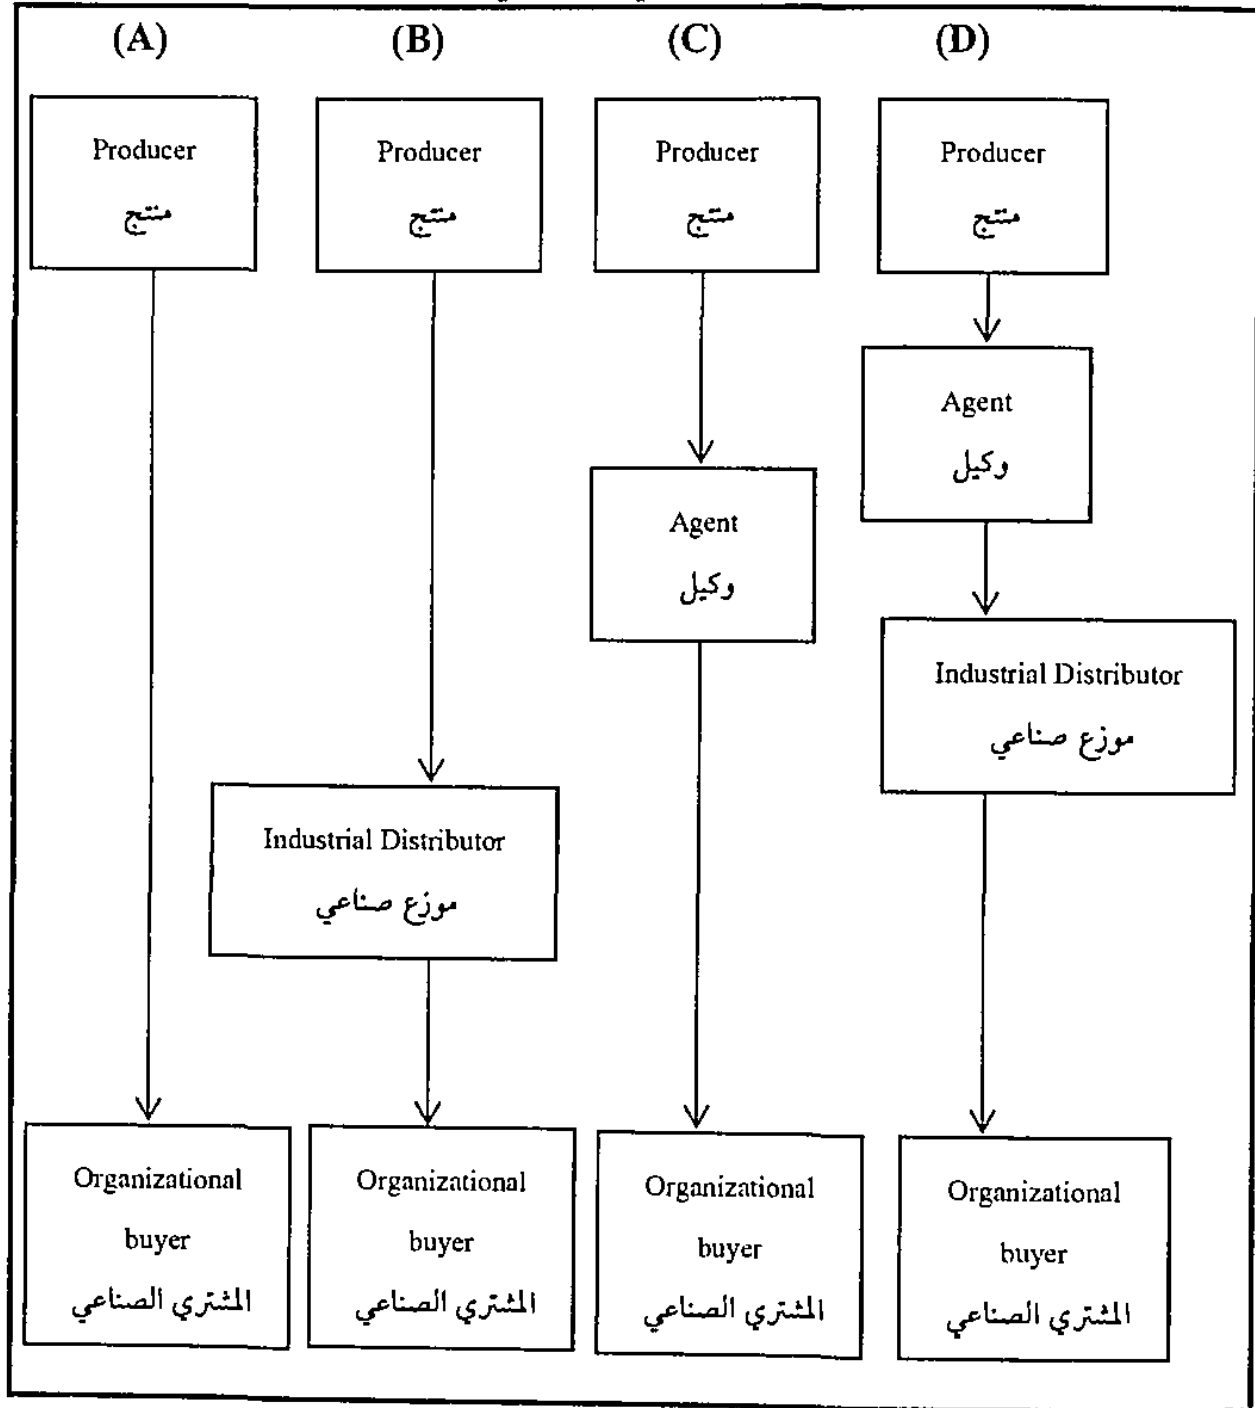 (A)
(B)
(C)
(D)
Producer
منتج
Producer
منتج
Producer
منتج
Producer
منتج
Agent
وكيل
Agent
وكيل
Industrial Distributor
موزع صناعي
Industrial Distributor
موزع صناعي
Organizational
buyer
المشتري الصناعي
Organizational
buyer
المشتري الصناعي
Organizational
buyer
المشتري الصناعي
Organizational
buyer
المشتري الصناعي